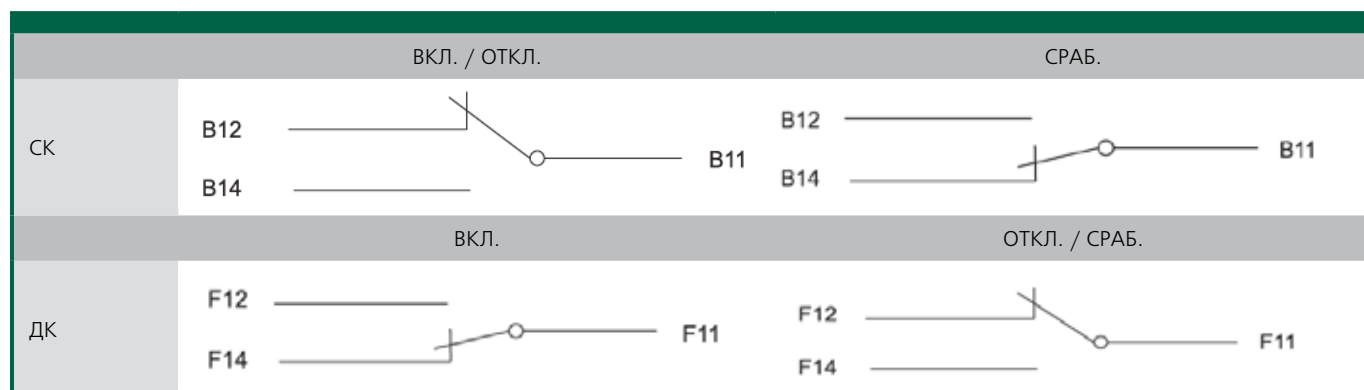 ВКЛ. / ОТКЛ. СРАБ.
СК
B12 B11 B14
B12 B11 B14
ВКЛ. ОТКЛ. / СРАБ.
ДК
F12 F11 F14
F12 F11 F14